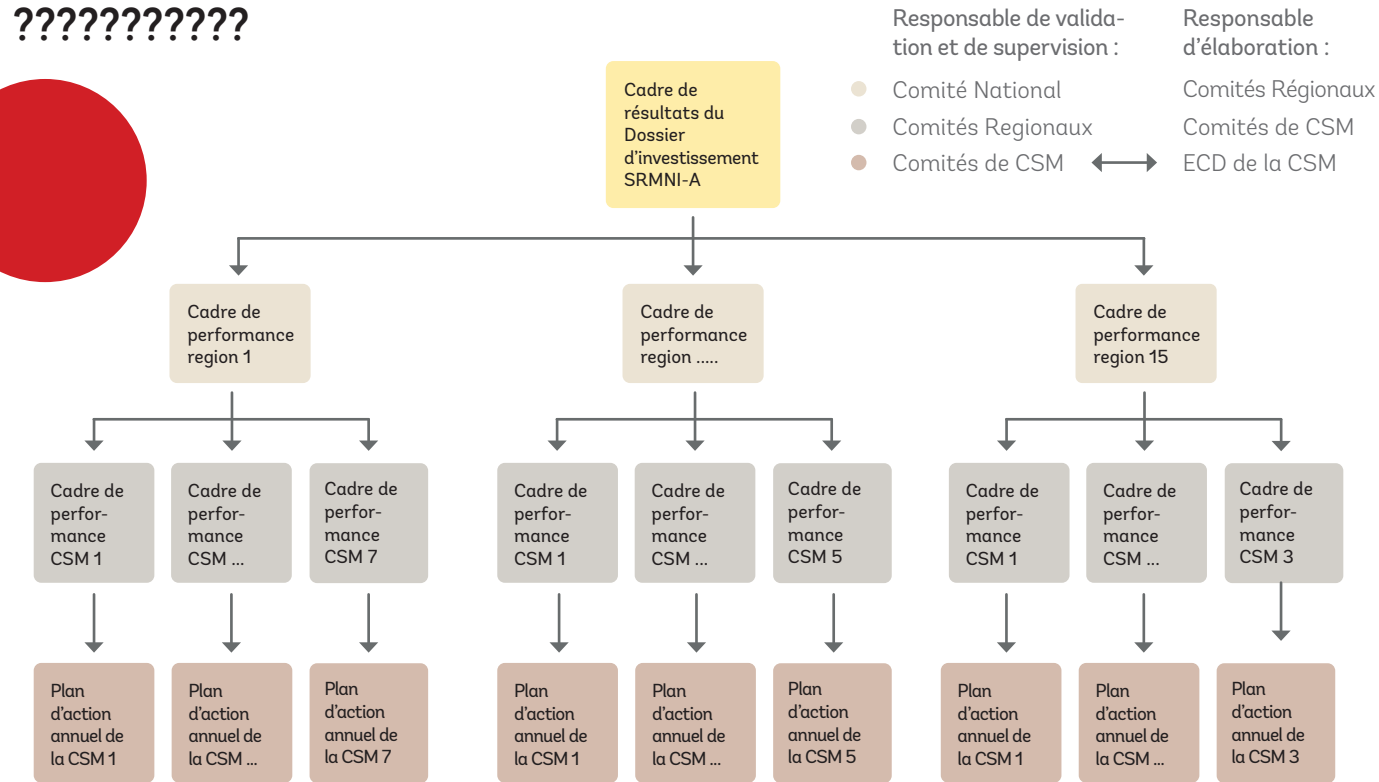 ???????????
Responsable de valida-
tion et de supervision :
Responsable
d’élaboration :
Comité National
Comités Régionaux
Comités Regionaux
Comités de CSM
Comités de CSM
ECD de la CSM
Cadre de
résultats du
Dossier
d’investissement
SRMNI-A
Cadre de
performance
region 1
Cadre de
performance
region .....
Cadre de
performance
region 15
Cadre de
perfor-
mance
CSM 1
Cadre de
perfor-
mance
CSM ...
Cadre de
perfor-
mance
CSM 7
Cadre de
perfor-
mance
CSM 1
Cadre de
perfor-
mance
CSM ...
Cadre de
perfor-
mance
CSM 5
Cadre de
perfor-
mance
CSM 1
Cadre de
perfor-
mance
CSM ...
Cadre de
perfor-
mance
CSM 3
Plan
d’action
annuel de
la CSM 1
Plan
d’action
annuel de
la CSM ...
Plan
d’action
annuel de
la CSM 7
Plan
d’action
annuel de
la CSM 1
Plan
d’action
annuel de
la CSM ...
Plan
d’action
annuel de
la CSM 5
Plan
d’action
annuel de
la CSM 1
Plan
d’action
annuel de
la CSM ...
Plan
d’action
annuel de
la CSM 3